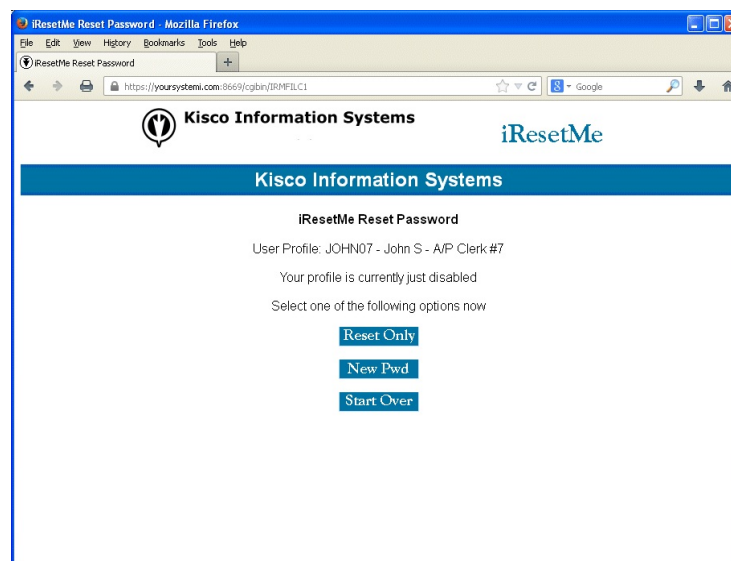 iResetMe Reset Password - Mozilla Firefox
File Edit View History Bookmarks Tools Help
iResetMe Reset Password
https://yoursystemi.com:8669/cgibin/IRMFILC1
Google
Kisco Information Systems
iResetMe
Kisco Information Systems
iResetMe Reset Password
User Profile: JOHN07 - John S - A/P Clerk #7
Your profile is currently just disabled
Select one of the following options now
Reset Only
New Pwd
Start Over